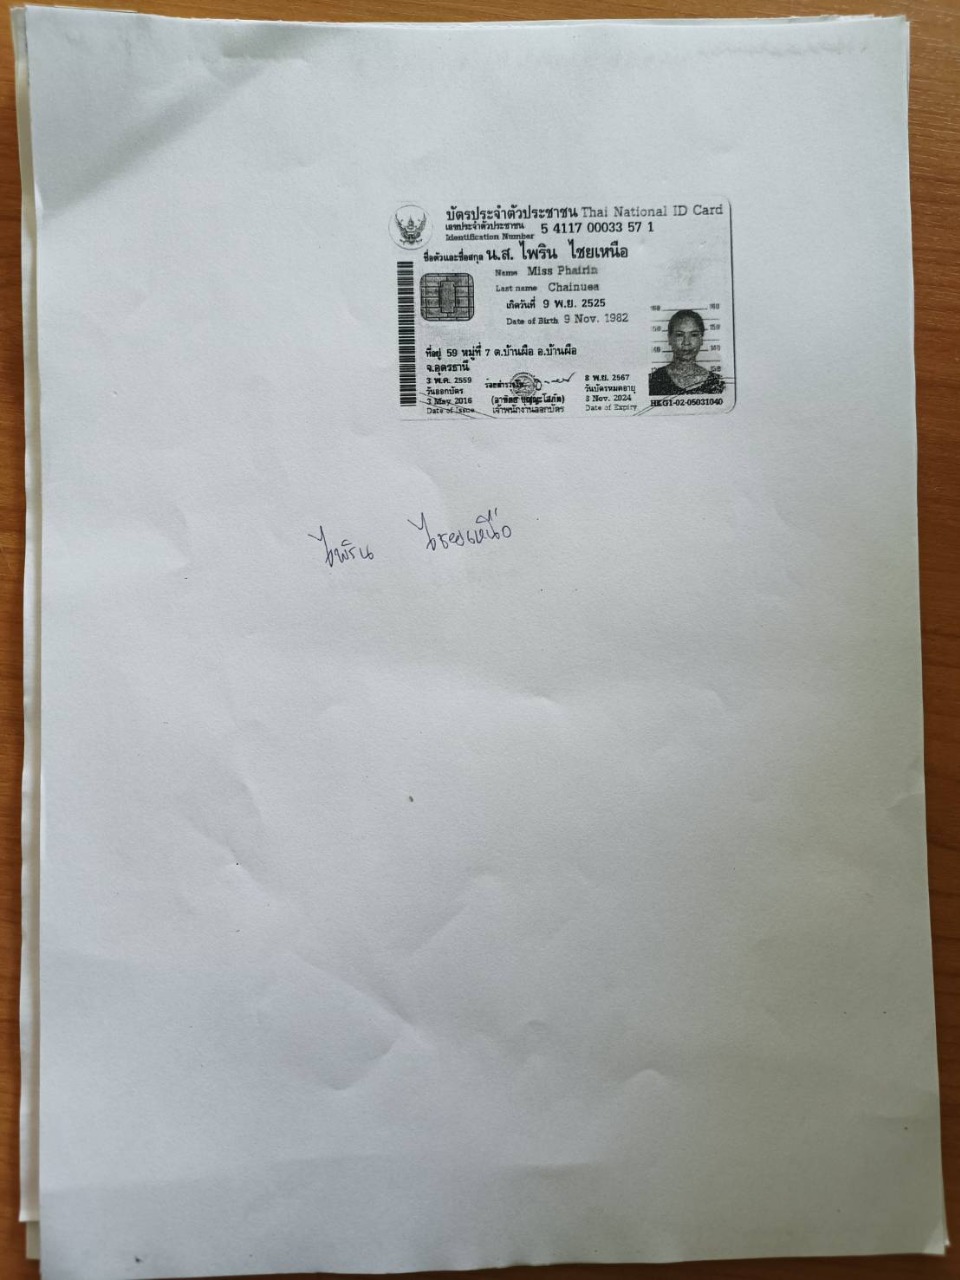 บัตรประจำตัวประชาชน Thai National ID Card
เลขประจำตัวประชาชน 5 4117 00033 57 1
Identification Number
ชื่อตัวและชื่อสกุล น.ส. ไพริน ไชยเหนือ
Name Miss Phairin
Last name Chainuea
เกิดวันที่ 9 พ.ย. 2525
Date of Birth 9 Nov. 1982
ที่อยู่ 59 หมู่ที่ 7 ต.บ้านผือ อ.บ้านผือ
จ.อุดรธานี
3 พ.ค. 2559
วันออกบัตร
3 May 2016
Date of Issue
เจ้าพนักงานออกบัตร
8 พ.ย. 2567
วันบัตรหมดอายุ
8 Nov. 2024
Date of Expiry
ไพริน ไชยเหนือ